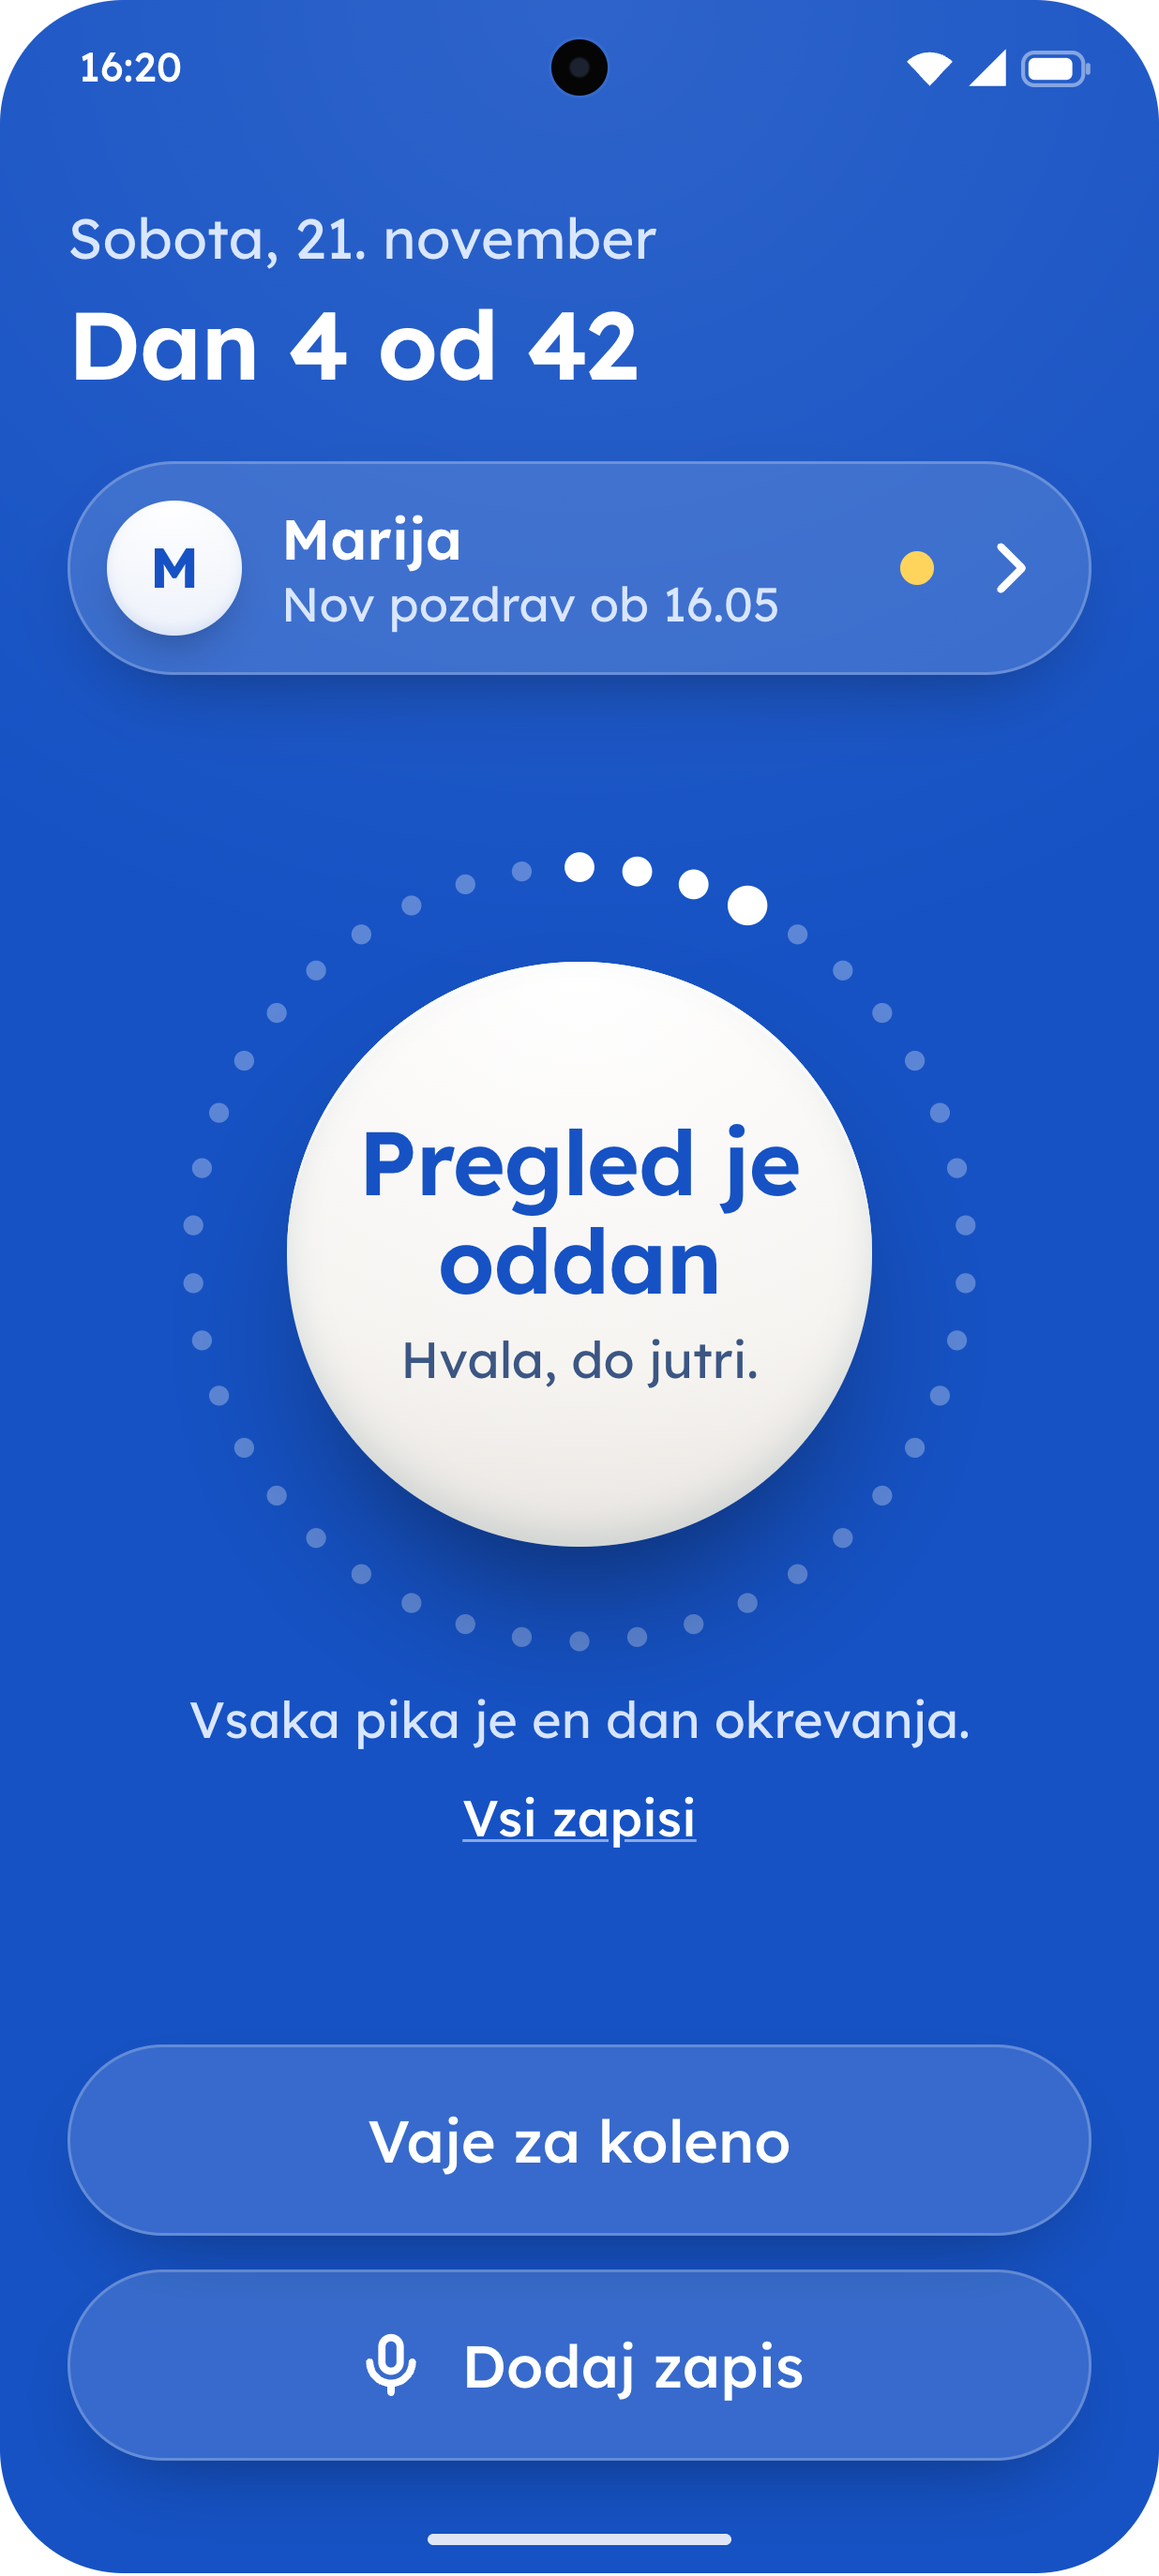 16:20
Sobota, 21. november
Dan 4 od 42
M
Marija
Nov pozdrav ob 16.05
Pregled je
oddan
Hvala, do jutri.
Vsaka pika je en dan okrevanja.
Vsi zapisi
Vaje za koleno
Dodaj zapis